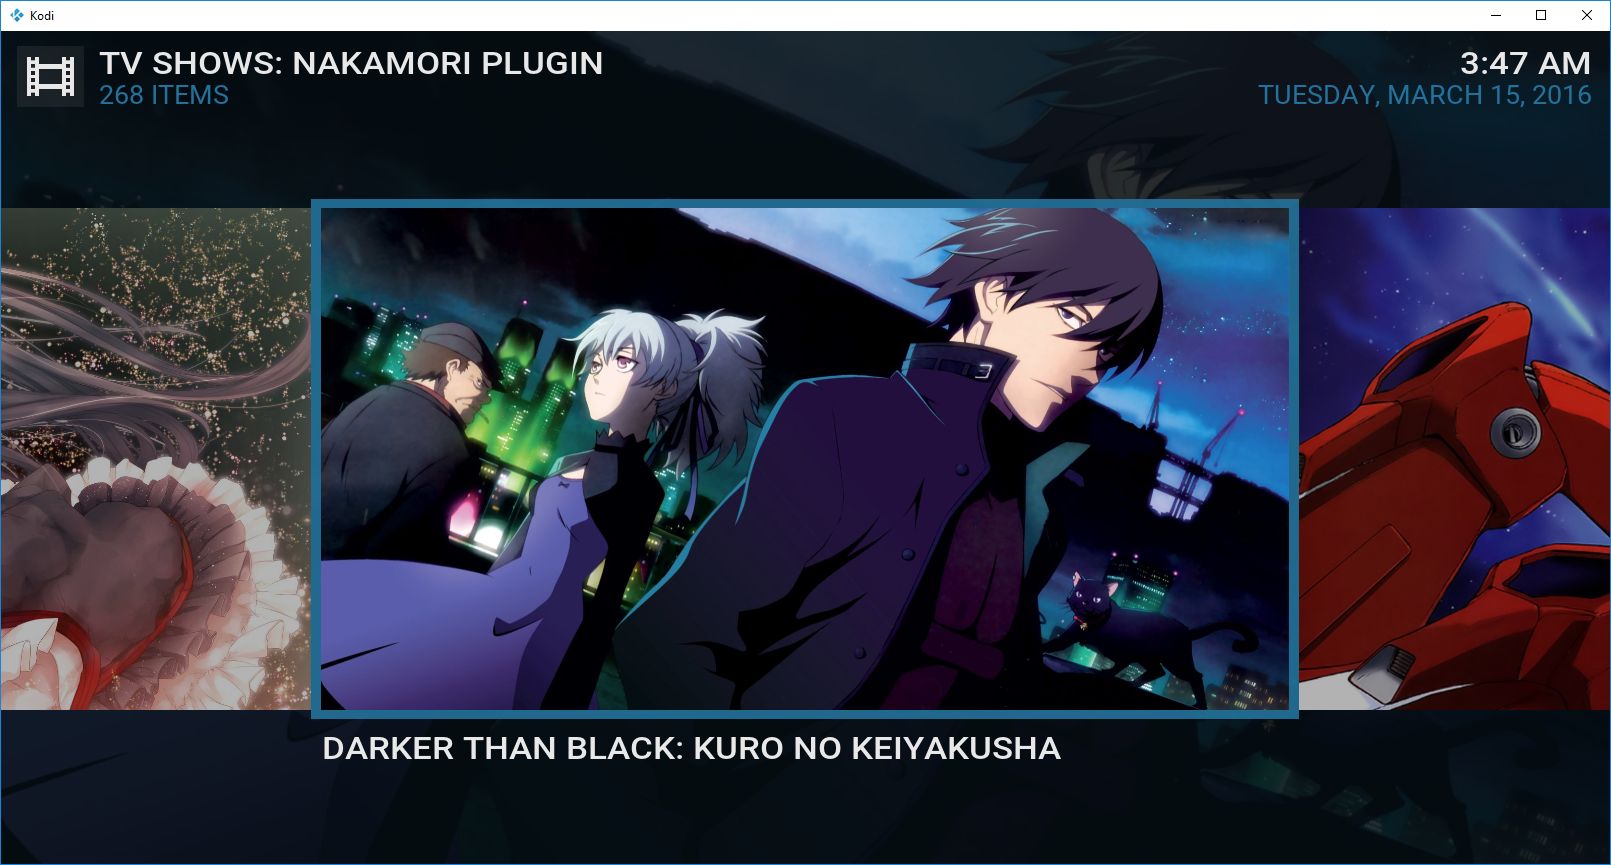 Kodi
TV SHOWS: NAKAMORI PLUGIN
3:47 AM
268 ITEMS
TUESDAY, MARCH 15, 2016
DARKER THAN BLACK: KURO NO KEIYAKUSHA